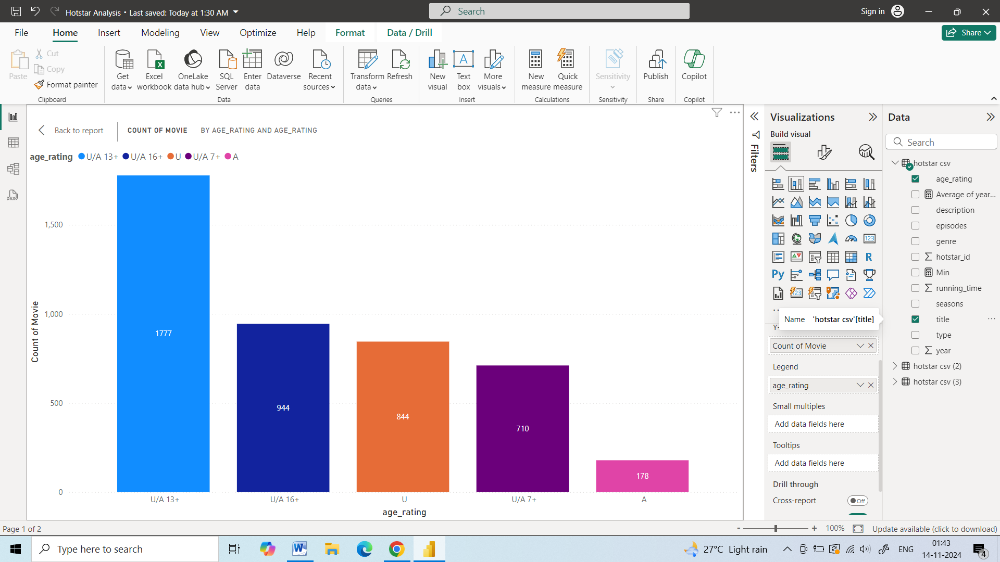 Hotstar Analysis • Last saved: Today at 1:30 AM
Search
Sign in
File Home Insert Modeling View Optimize Help Format Data / Drill
Share
Paste
Cut
Copy
Format painter
Clipboard
Get data
Excel workbook
OneLake data hub
SQL Server
Enter data
Dataverse
Recent sources
Data
Transform data
Refresh
Queries
New visual
Text box
More visuals
Insert
New measure
Quick measure
Calculations
Sensitivity
Sensitivity
Publish
Share
Copilot
Copilot
Back to report
COUNT OF MOVIE BY AGE_RATING AND AGE_RATING
age_rating U/A 13+ U/A 16+ U U/A 7+ A
Count of Movie
1,500
1,000
500
0
1777
944
844
710
178
U/A 13+ U/A 16+ U U/A 7+ A
age_rating
Filters
Visualizations
Build visual
123
R
Py
123
Name 'hotstar csv'[title]
Y-
Count of Movie
Legend
age_rating
Small multiples
Add data fields here
Tooltips
Add data fields here
Drill through
Cross-report
Off
Data
Search
hotstar csv
age_rating
Average of year...
description
episodes
genre
hotstar_id
Min
running_time
seasons
title
type
year
hotstar csv (2)
hotstar csv (3)
DAX
Page 1 of 2
- + 100%
Update available (click to download)
Type here to search
27°C Light rain
ENG
01:43
14-11-2024
4